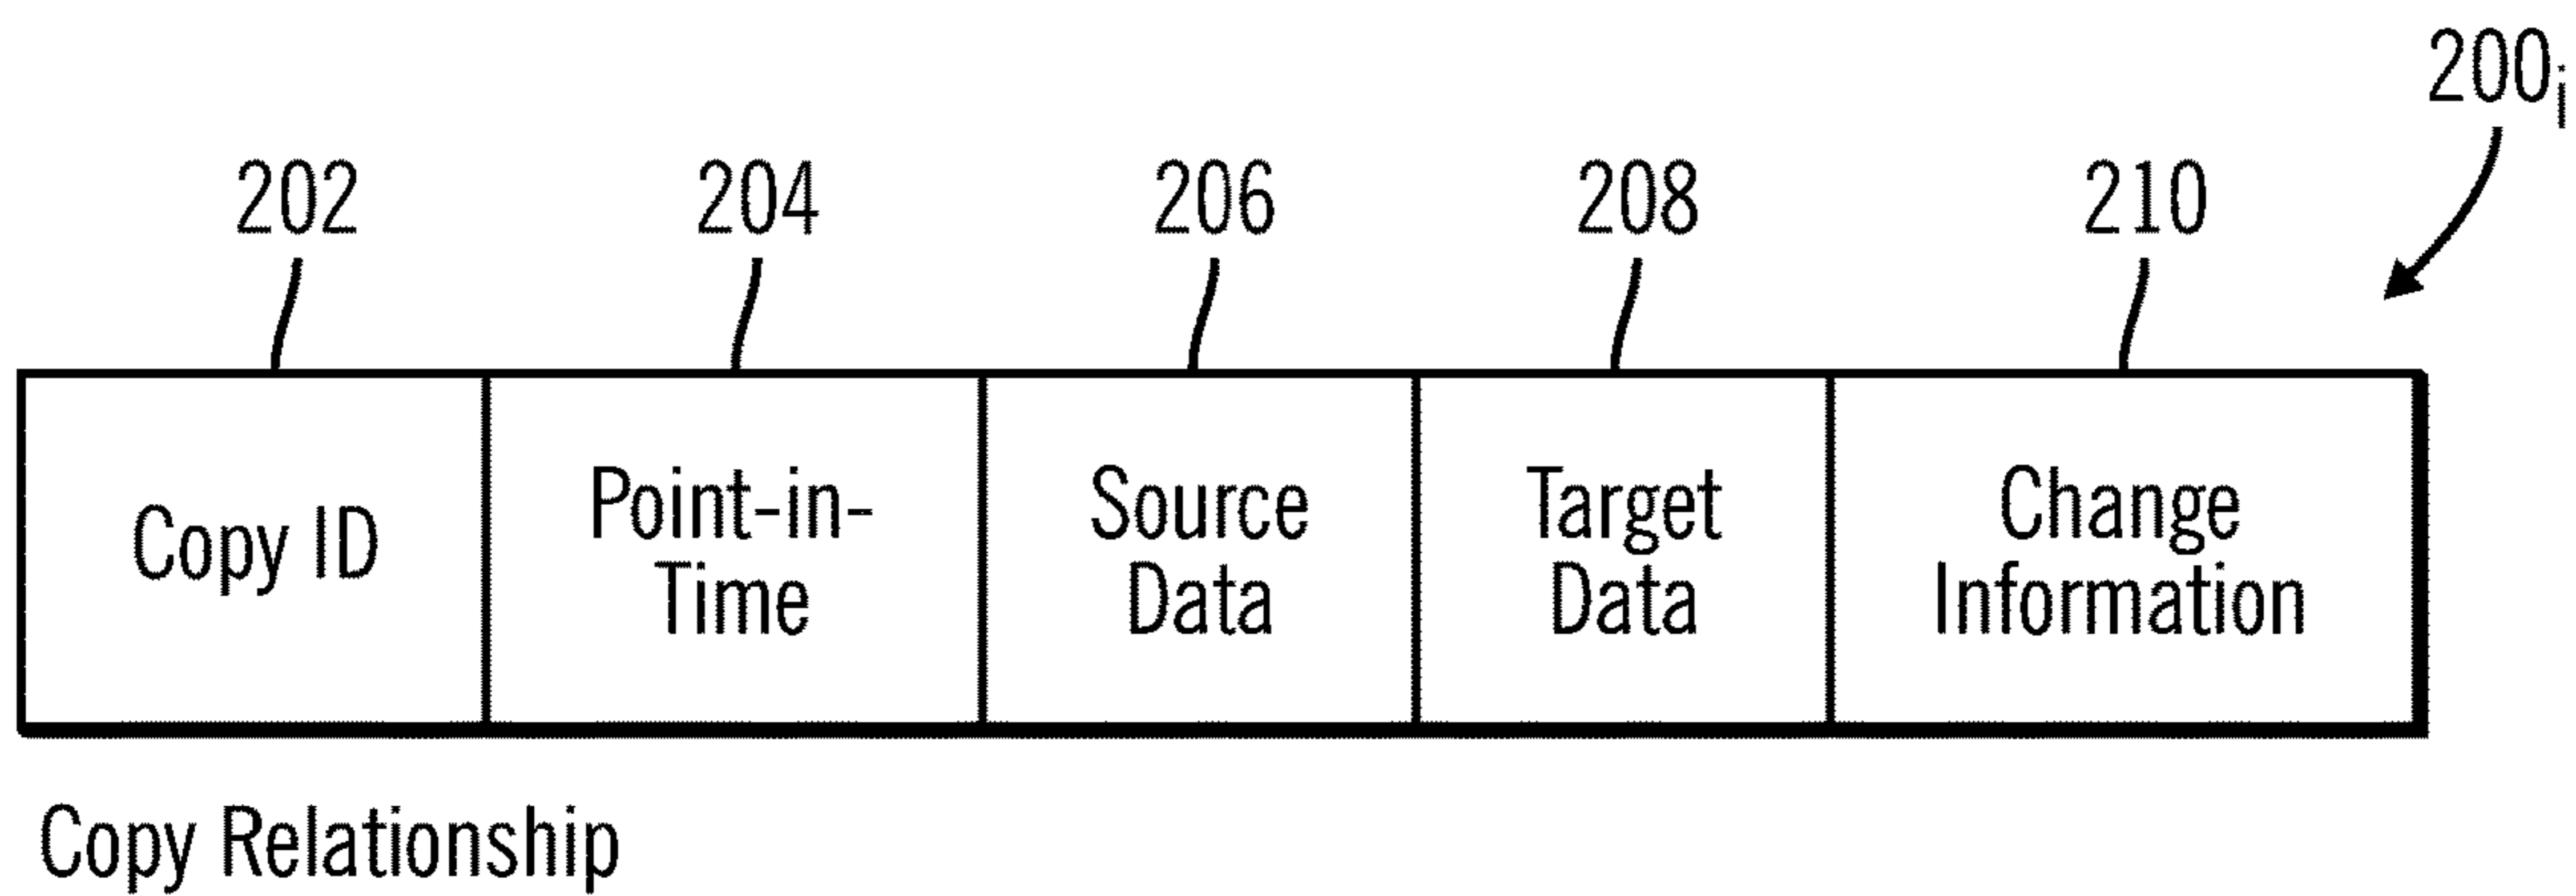 200i
202
204
206
208
210
Copy ID
Point-in-
Time
Source
Data
Target
Data
Change
Information
Copy Relationship